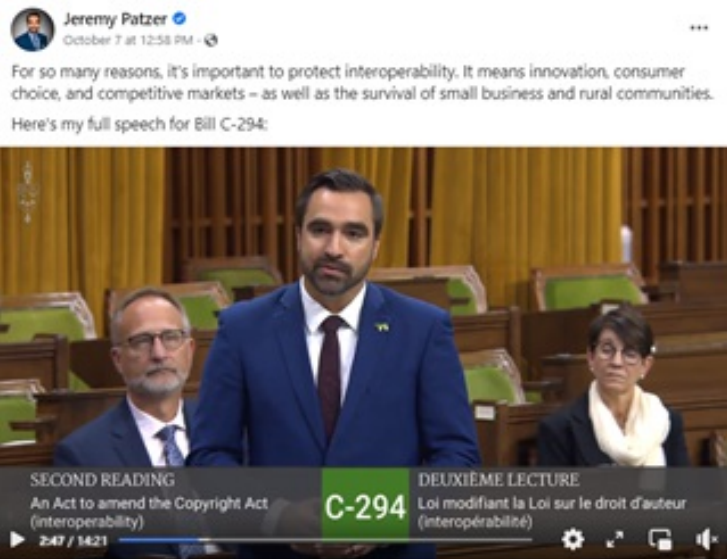 Jeremy Patzer
October 7 at 12:58 PM ·
For so many reasons, it's important to protect interoperability. It means innovation, consumer
choice, and competitive markets – as well as the survival of small business and rural communities.
Here's my full speech for Bill C-294:
SECOND READING
An Act to amend the Copyright Act
(interoperability)
C-294
DEUXIÈME LECTURE
Loi modifiant la Loi sur le droit d'auteur
(interopérabilité)
2:47 / 14:21